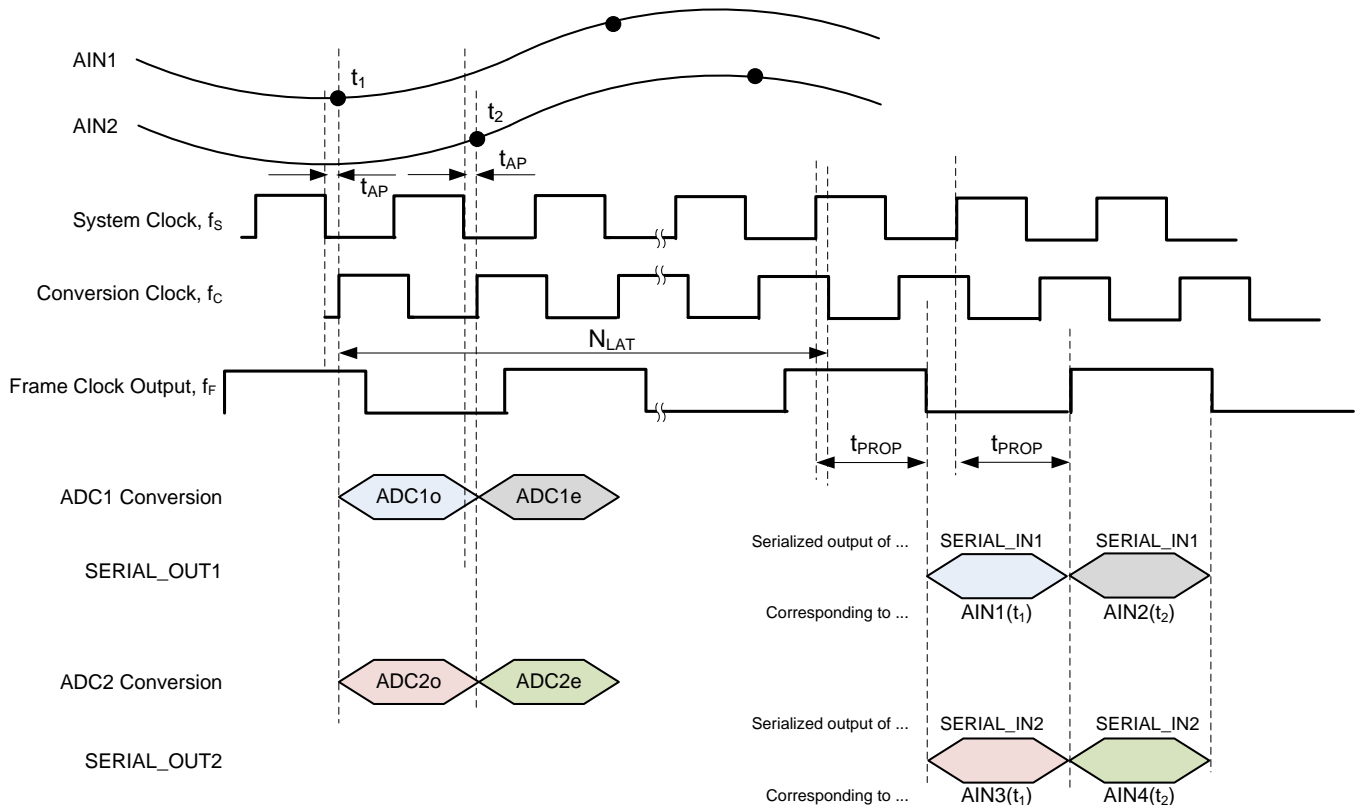 AIN1
t1
AIN2
t2
tAP
tAP
System Clock, fS
Conversion Clock, fC
NLAT
Frame Clock Output, fF
tPROP
tPROP
ADC1 Conversion
ADC1o
ADC1e
Serialized output of ...
SERIAL_IN1
SERIAL_IN1
SERIAL_OUT1
Corresponding to ...
AIN1(t1)
AIN2(t2)
ADC2 Conversion
ADC2o
ADC2e
Serialized output of ...
SERIAL_IN2
SERIAL_IN2
SERIAL_OUT2
Corresponding to ...
AIN3(t1)
AIN4(t2)